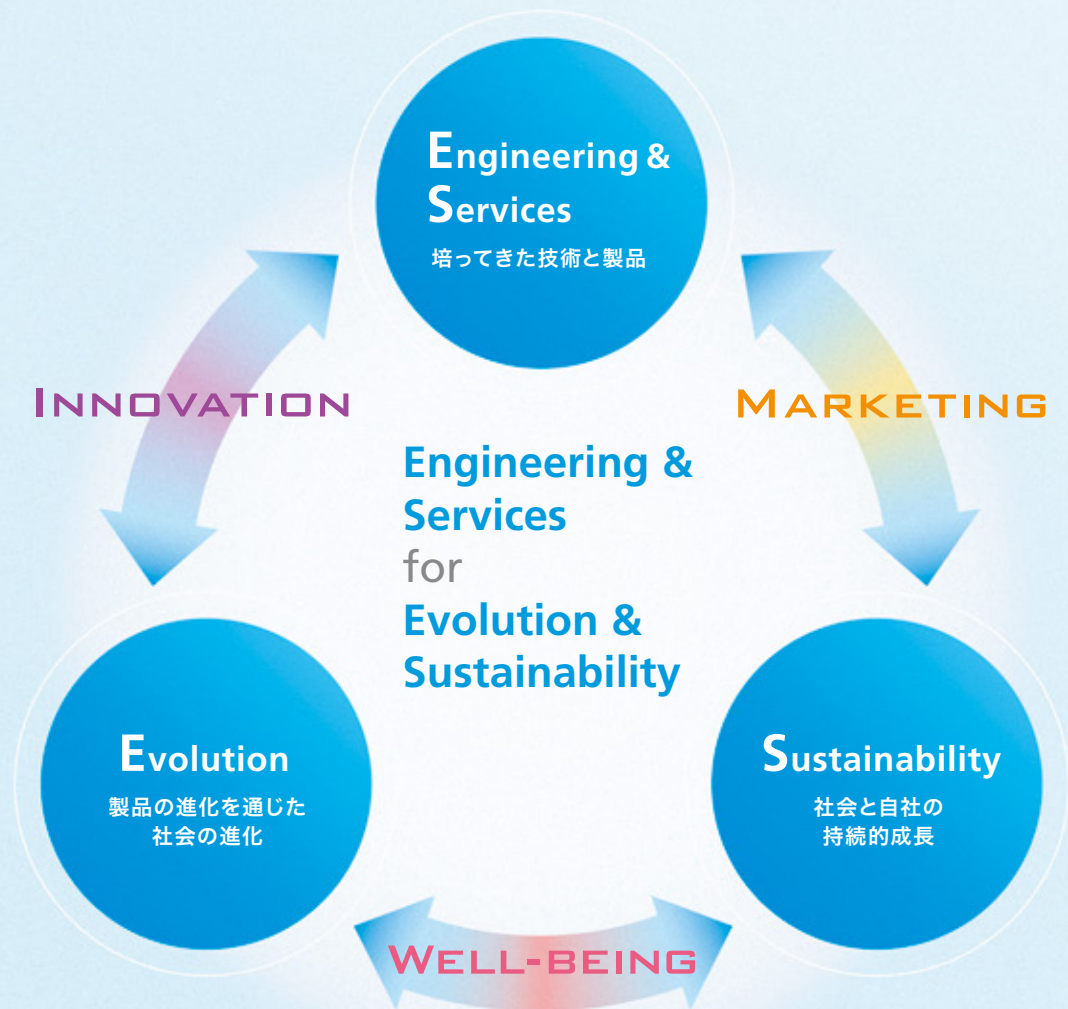 Engineering &
Services
培ってきた技術と製品
INNOVATION
MARKETING
Engineering &
Services
for
Evolution &
Sustainability
Evolution
製品の進化を通じた
社会の進化
Sustainability
社会と自社の
持続的成長
WELL-BEING